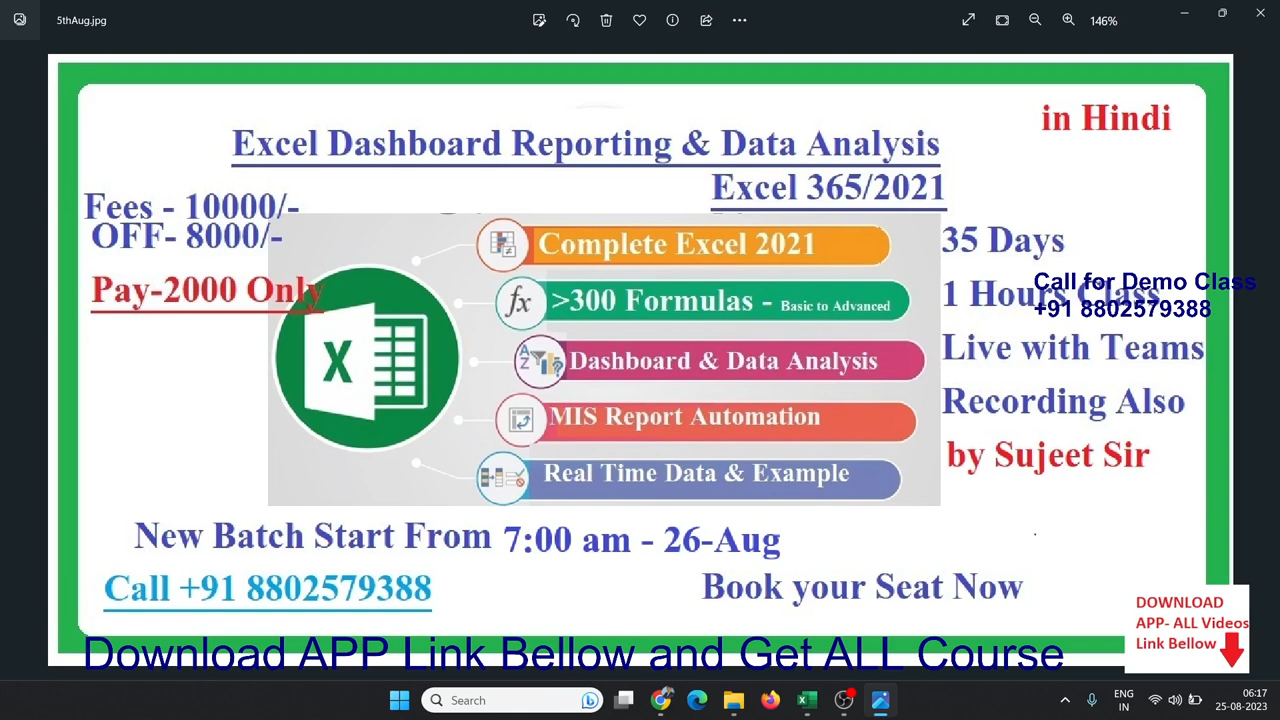 5thAug.jpg
146%
in Hindi
Excel Dashboard Reporting & Data Analysis
Excel 365/2021
Fees - 10000/-
OFF- 8000/-
Pay-2000 Only
Complete Excel 2021
fx >300 Formulas - Basic to Advanced
A Z ? Dashboard & Data Analysis
MIS Report Automation
Real Time Data & Example
X
35 Days
Call for Demo Class
1 Hours Class
+91 8802579388
Live with Teams
Recording Also
by Sujeet Sir
New Batch Start From 7:00 am - 26-Aug
Call +91 8802579388
Book your Seat Now
DOWNLOAD
APP- ALL Videos
Link Bellow
Download APP Link Bellow and Get ALL Course
Search
ENG
IN
06:17
25-08-2023